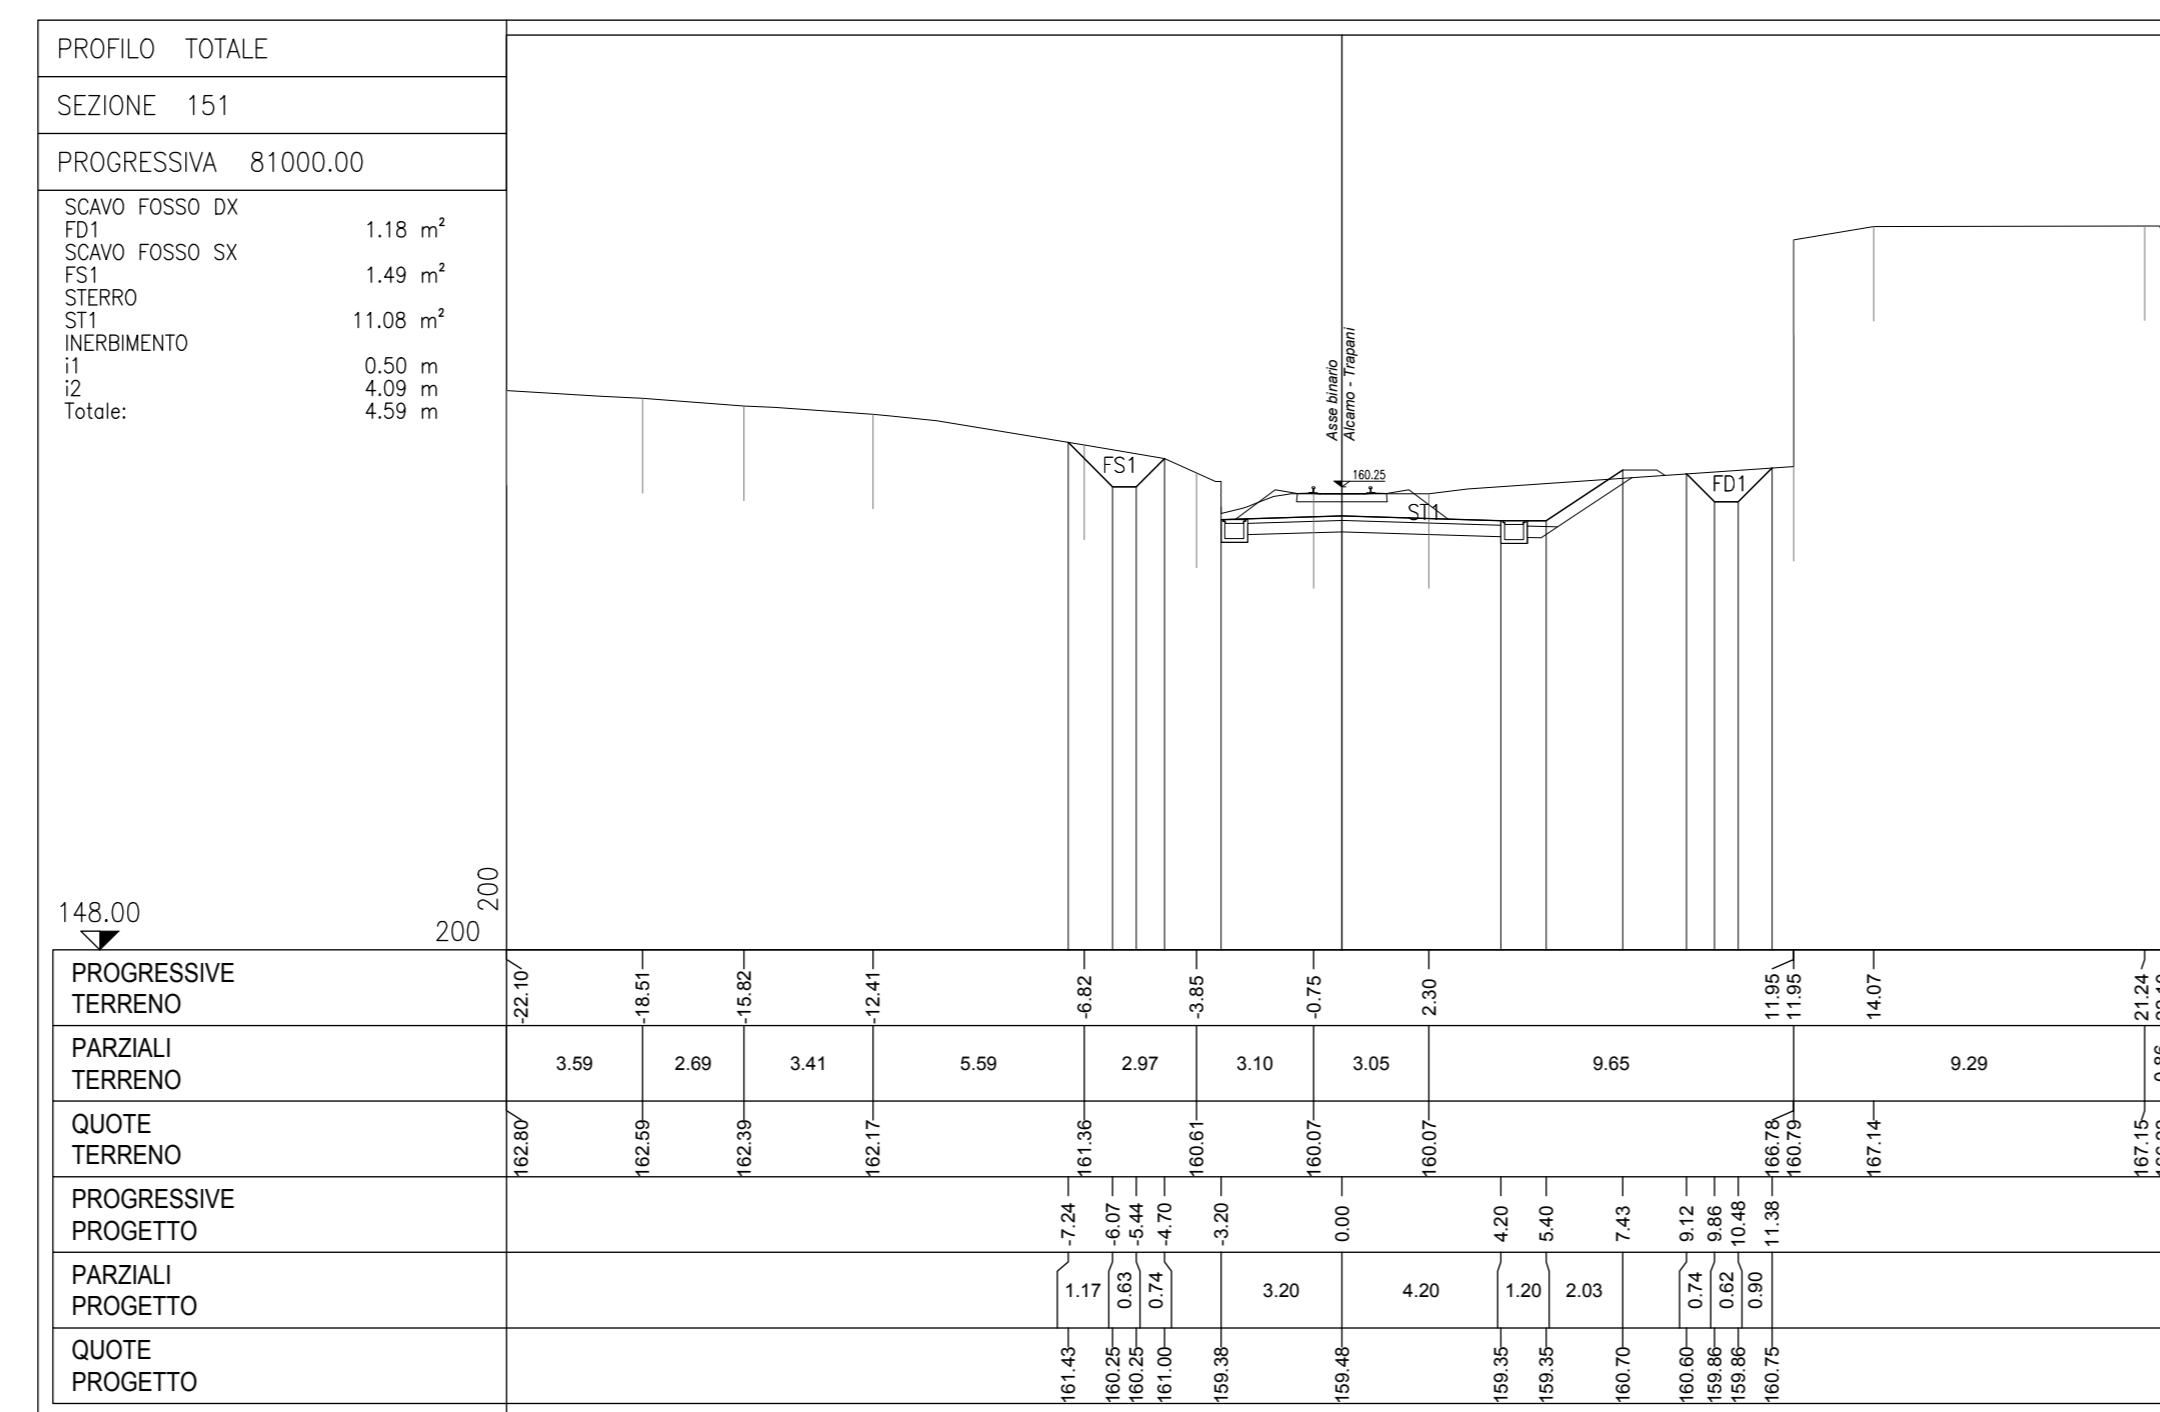 PROFILO TOTALE
SEZIONE 151
PROGRESSIVA 81000.00
SCAVO FOSSO DX
FD1 1.18 m²
SCAVO FOSSO SX
FS1 1.49 m²
STERRO
ST1 11.08 m²
INERBIMENTO
i1 0.50 m
i2 4.09 m
Totale: 4.59 m
Asse binario
Alcamo - Trapani
160.25
FS1
ST1
FD1
148.00
200
200
PROGRESSIVE
TERRENO
-22.10 -18.51 -15.82 -12.41 -6.82 -3.85 -0.75 2.30 11.95 11.95 14.07 21.24
PARZIALI
TERRENO
3.59 2.69 3.41 5.59 2.97 3.10 3.05 9.65 9.29 0.86
QUOTE
TERRENO
162.80 162.59 162.39 162.17 161.36 160.61 160.07 160.07 166.78 160.79 167.14 167.15
PROGRESSIVE
PROGETTO
-7.24 -6.07 -5.44 -4.70 -3.20 0.00 4.20 5.40 7.43 9.12 9.86 10.48 11.38
PARZIALI
PROGETTO
1.17 0.63 0.74 3.20 4.20 1.20 2.03 0.74 0.62 0.90
QUOTE
PROGETTO
161.43 160.25 160.25 161.00 159.38 159.48 159.35 159.35 160.70 160.60 159.86 159.86 160.75